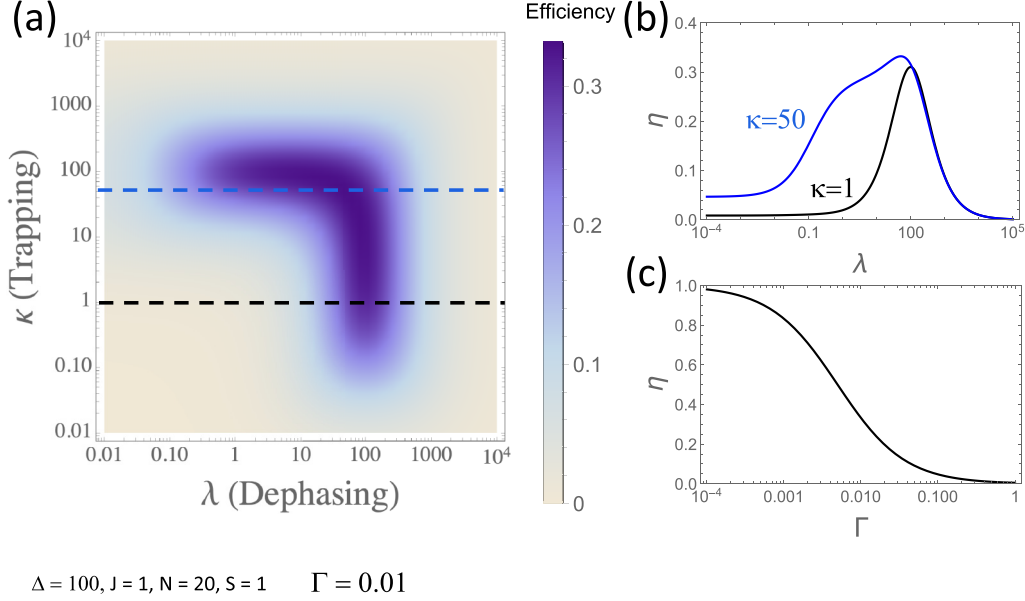 (a)
Efficiency
10⁴
1000
100
10
1
0.10
0.01
κ (Trapping)
0.01 0.10 1 10 100 1000 10⁴
λ (Dephasing)
0.3
0.2
0.1
0
(b)
0.4
0.3
0.2
0.1
0.0
η
κ=50
κ=1
10⁻⁴ 0.1 100 10⁵
λ
(c)
1.0
0.8
0.6
0.4
0.2
0.0
η
10⁻⁴ 0.001 0.010 0.100 1
Γ
Δ = 100, J = 1, N = 20, S = 1 Γ = 0.01